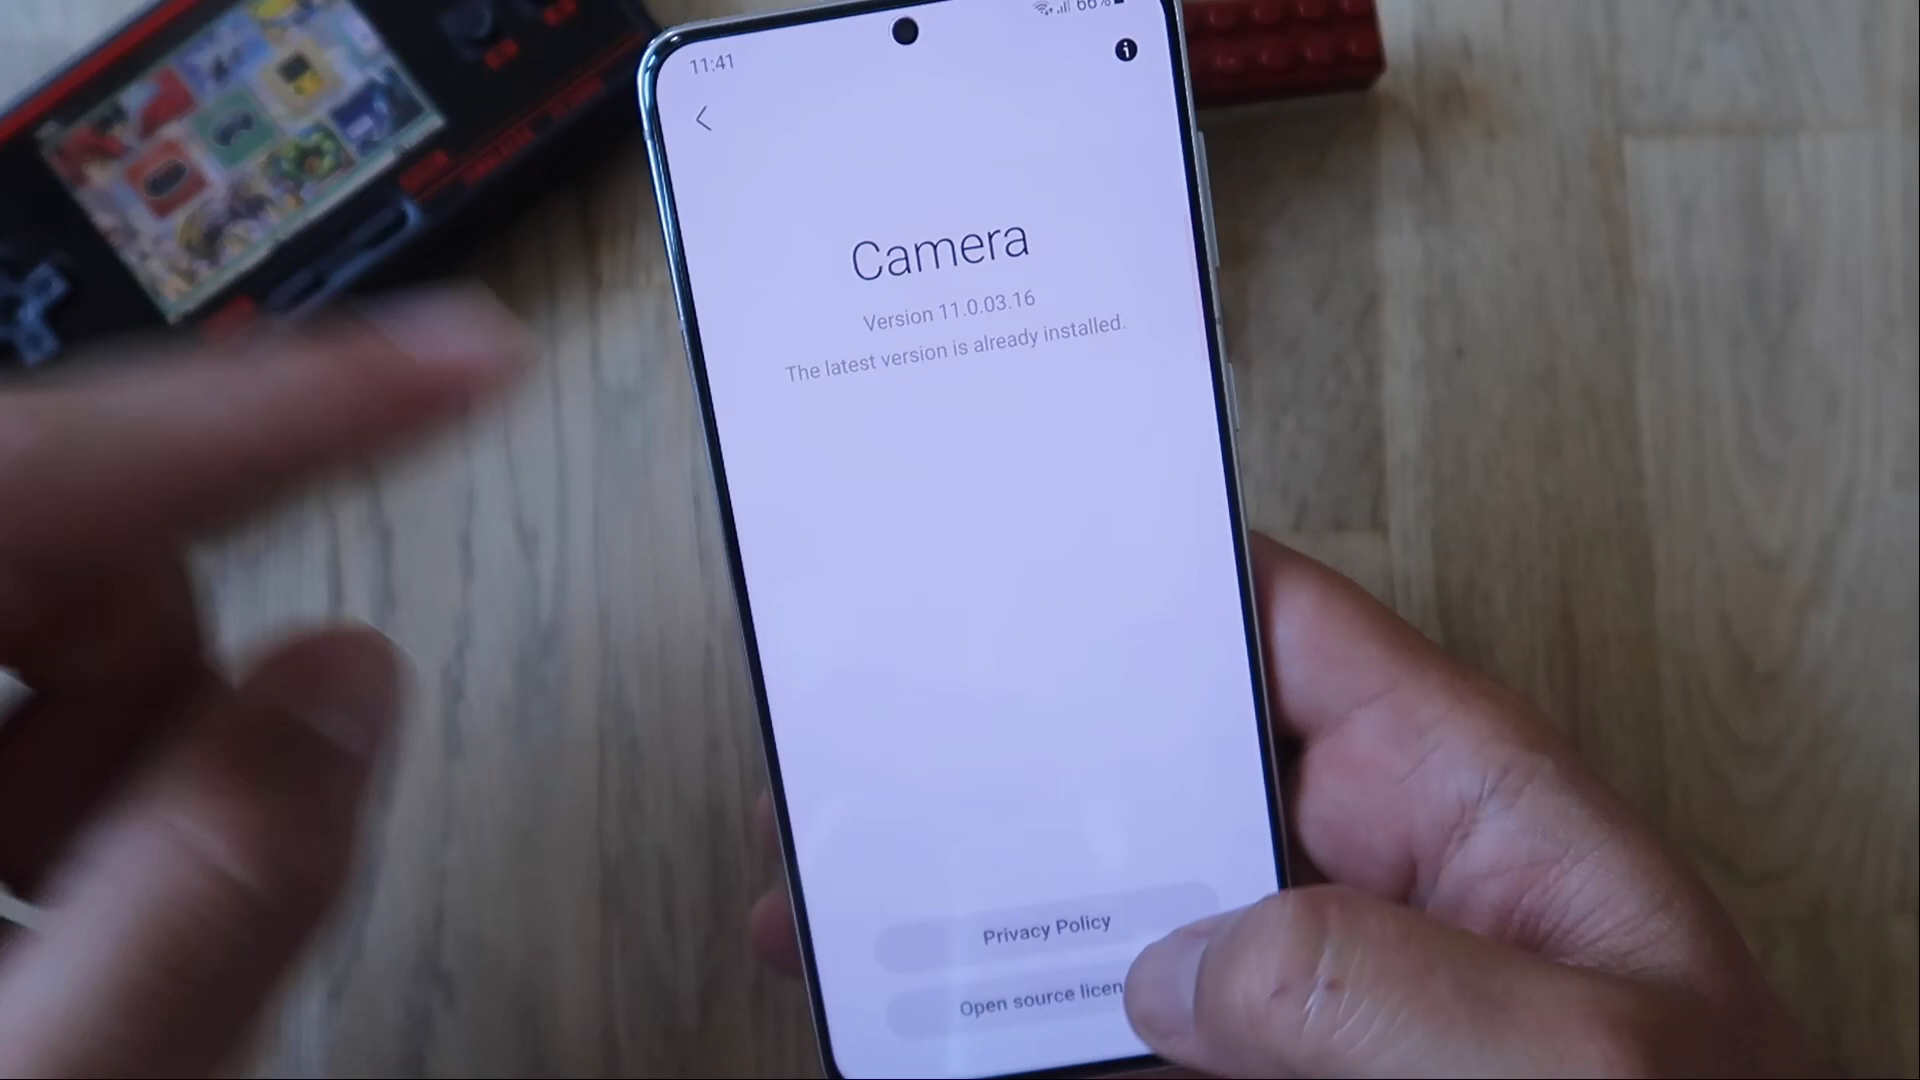 11:41
66%
Camera
Version 11.0.03.16
The latest version is already installed.
Privacy Policy
Open source licen